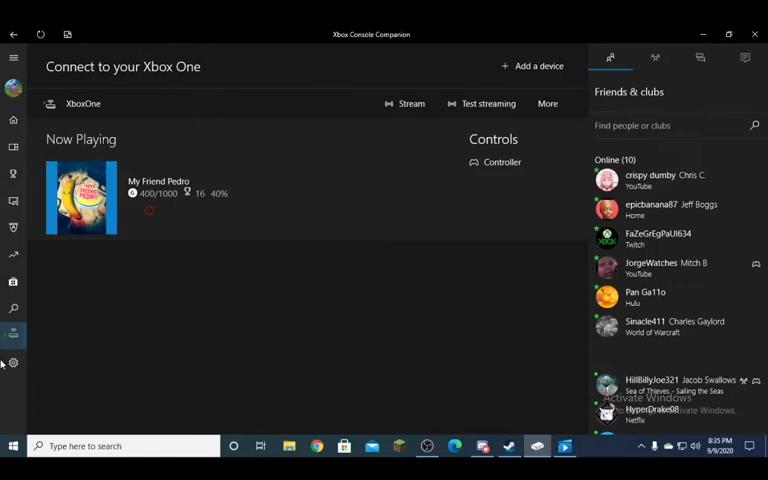 Xbox Console Companion
Connect to your Xbox One
Add a device
XboxOne
Stream
Test streaming
More
Now Playing
MY FRIEND PEDRO
My Friend Pedro
G 400/1000 16 40%
Controls
Controller
Friends & clubs
Find people or clubs
Online (10)
crispy dumby Chris C.
YouTube
epicbanana87 Jeff Boggs
Home
XBOX
FaZeGrEgPaUl634
Twitch
JorgeWatches Mitch B
YouTube
Pan Ga11o
Hulu
Sinacle411 Charles Gaylord
World of Warcraft
HillBillyJoe321 Jacob Swallows
Sea of Thieves - Sailing the Seas
Activate Windows
HyperDrake08
Netflix
Type here to search
8:35 PM
9/9/2020